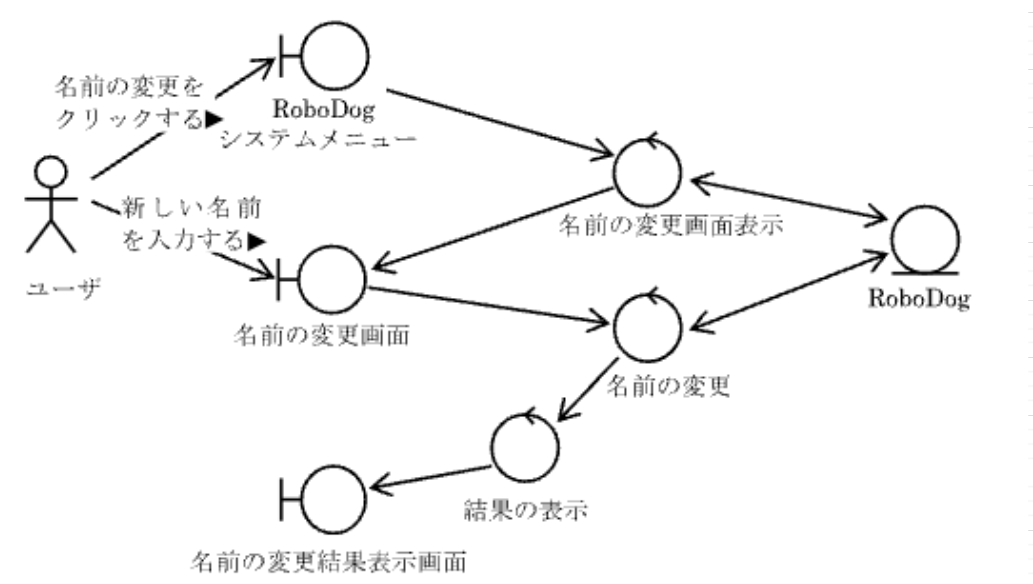 名前の変更を
クリックする▶
RoboDog
システムメニュー
新しい名前
を入力する▶
ユーザ
名前の変更画面表示
RoboDog
名前の変更画面
名前の変更
結果の表示
名前の変更結果表示画面